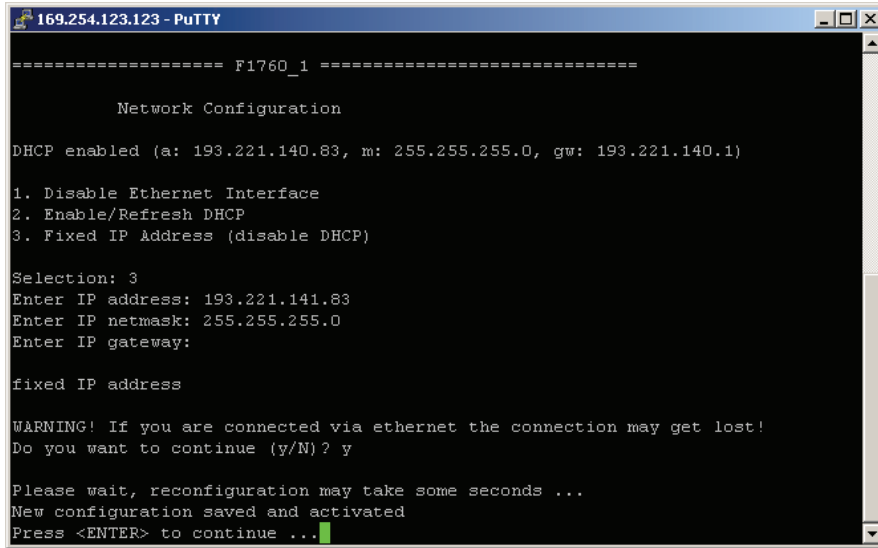 169.254.123.123 - PuTTY
==================== F1760_1 ==============================
Network Configuration
DHCP enabled (a: 193.221.140.83, m: 255.255.255.0, gw: 193.221.140.1)
1. Disable Ethernet Interface
2. Enable/Refresh DHCP
3. Fixed IP Address (disable DHCP)
Selection: 3
Enter IP address: 193.221.141.83
Enter IP netmask: 255.255.255.0
Enter IP gateway:
fixed IP address
WARNING! If you are connected via ethernet the connection may get lost!
Do you want to continue (y/N)? y
Please wait, reconfiguration may take some seconds ...
New configuration saved and activated
Press <ENTER> to continue ...